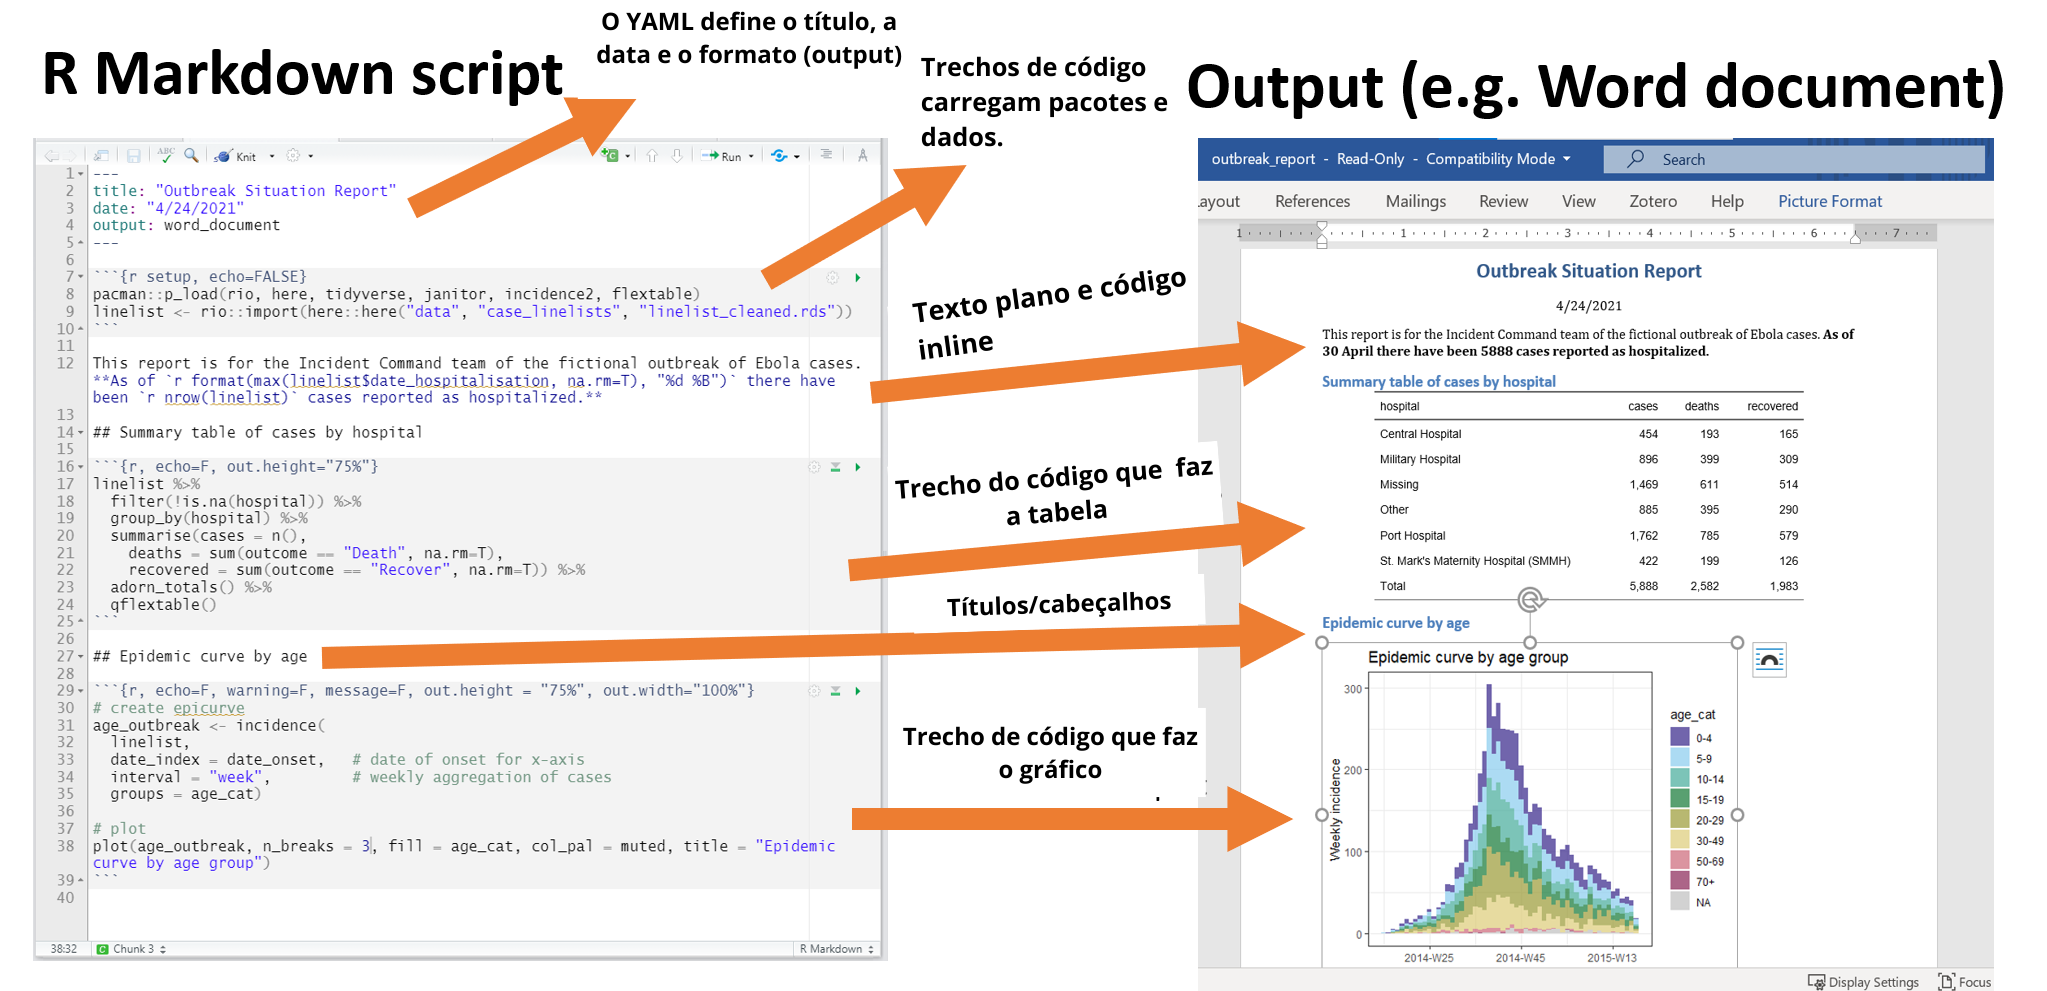 O YAML define o título, a
data e o formato (output)
R Markdown script
Trechos de código
carregam pacotes e
dados.
Output (e.g. Word document)
ABC
Knit
Run
1 ---
2 title: "Outbreak Situation Report"
3 date: "4/24/2021"
4 output: word_document
5 ---
6
7 ```{r setup, echo=FALSE}
8 pacman::p_load(rio, here, tidyverse, janitor, incidence2, flextable)
9 linelist <- rio::import(here::here("data", "case_linelists", "linelist_cleaned.rds"))
10 ```
11
12 This report is for the Incident Command team of the fictional outbreak of Ebola cases.
**As of `r format(max(linelist$date_hospitalisation, na.rm=T), "%d %B")` there have
been `r nrow(linelist)` cases reported as hospitalized.**
13
14 ## Summary table of cases by hospital
15
16 ```{r, echo=F, out.height="75%"}
17 linelist %>%
18 filter(!is.na(hospital)) %>%
19 group_by(hospital) %>%
20 summarise(cases = n(),
21 deaths = sum(outcome == "Death", na.rm=T),
22 recovered = sum(outcome == "Recover", na.rm=T)) %>%
23 adorn_totals() %>%
24 qflextable()
25 ```
26
27 ## Epidemic curve by age
28
29 ```{r, echo=F, warning=F, message=F, out.height = "75%", out.width="100%"}
30 # create epicurve
31 age_outbreak <- incidence(
32 linelist,
33 date_index = date_onset, # date of onset for x-axis
34 interval = "week", # weekly aggregation of cases
35 groups = age_cat)
36
37 # plot
38 plot(age_outbreak, n_breaks = 3, fill = age_cat, col_pal = muted, title = "Epidemic
curve by age group")
39 ```
40
38:32 C Chunk 3 R Markdown
Texto plano e código
inline
Trecho do código que faz
a tabela
Títulos/cabeçalhos
Trecho de código que faz
o gráfico
outbreak_report - Read-Only - Compatibility Mode Search
ayout References Mailings Review View Zotero Help Picture Format
1 1 2 3 4 5 6 7
Outbreak Situation Report
4/24/2021
This report is for the Incident Command team of the fictional outbreak of Ebola cases. As of
30 April there have been 5888 cases reported as hospitalized.
Summary table of cases by hospital
hospital cases deaths recovered
Central Hospital 454 193 165
Military Hospital 896 399 309
Missing 1,469 611 514
Other 885 395 290
Port Hospital 1,762 785 579
St. Mark's Maternity Hospital (SMMH) 422 199 126
Total 5,888 2,582 1,983
Epidemic curve by age
Epidemic curve by age group
Weekly incidence
300
200
100
0
2014-W25 2014-W45 2015-W13
age_cat
0-4
5-9
10-14
15-19
20-29
30-49
50-69
70+
NA
Display Settings Focus